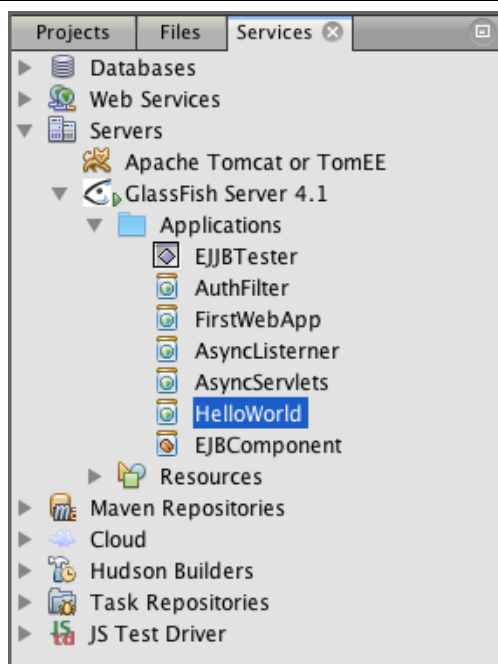 Projects Files Services
Databases
Web Services
Servers
Apache Tomcat or TomEE
GlassFish Server 4.1
Applications
EJJBTester
AuthFilter
FirstWebApp
AsyncListerner
AsyncServlets
HelloWorld
EJBComponent
Resources
Maven Repositories
Cloud
Hudson Builders
Task Repositories
JS Test Driver